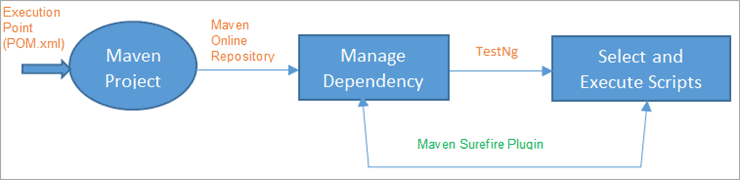 Execution
Point
(POM.xml)
Maven
Project
Maven
Online
Repository
Manage
Dependency
TestNg
Select and
Execute Scripts
Maven Surefire Plugin